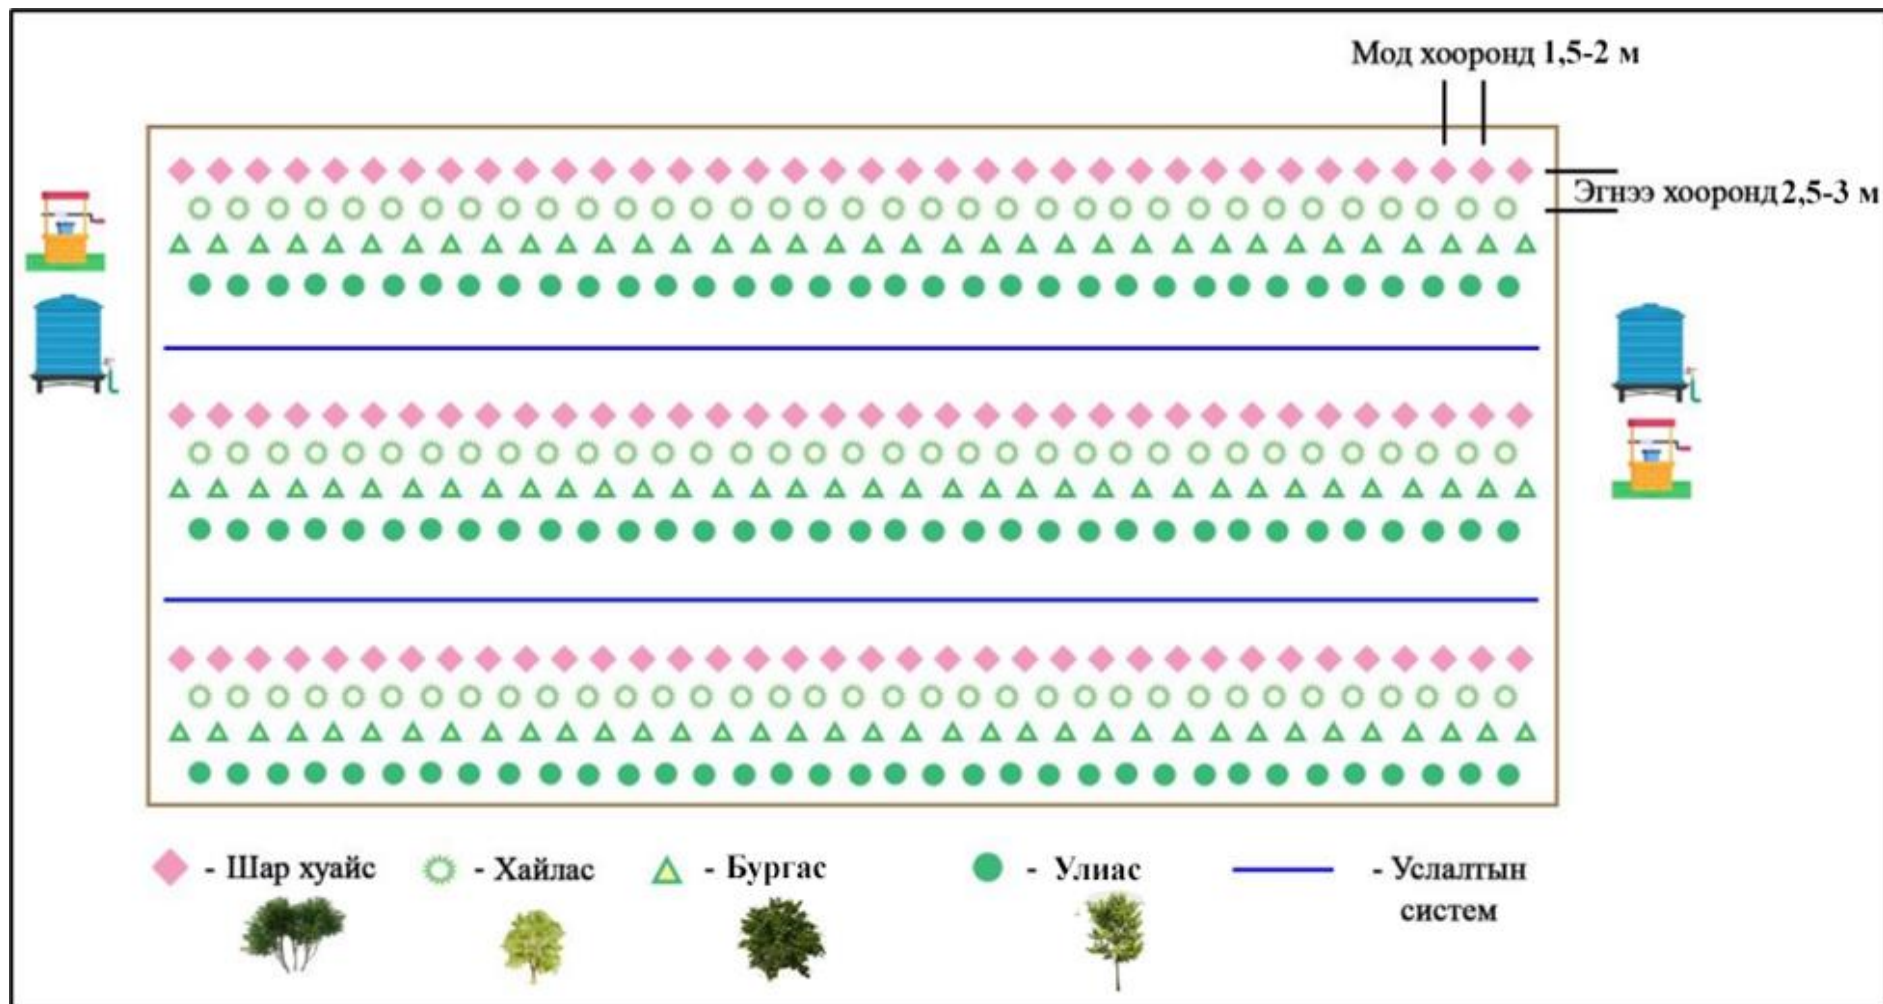 Мод хооронд 1,5-2 м
Эгнээ хооронд 2,5-3 м
- Шар хуайс
- Хайлас
- Бургас
- Улиас
- Услалтын
систем